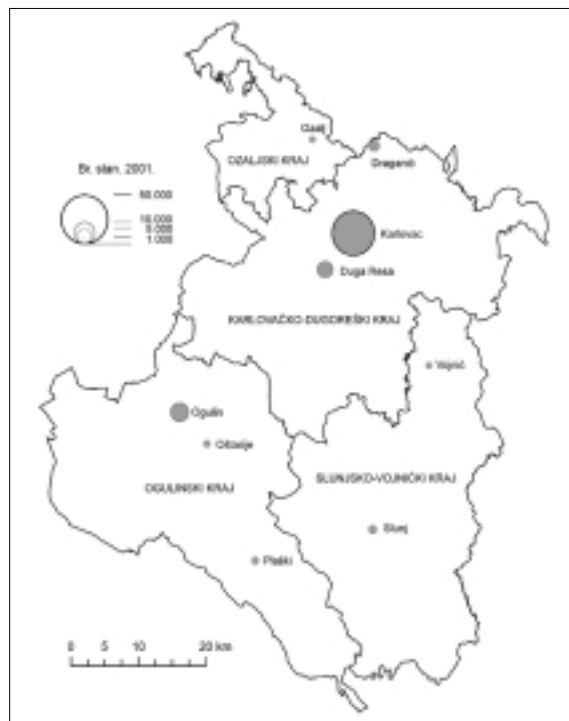 Ozalj
OZALJSKI KRAJ
Draganić
Br. stan. 2001.
50.000
10.000
5.000
1.000
Karlovac
Duga Resa
KARLOVAČKO-DUGOREŠKI KRAJ
Vojnić
Ogulin
Oštarije
OGULINSKI KRAJ
SLUNJSKO-VOJNIĆKI KRAJ
Slunj
Plaški
0 5 10 20 km